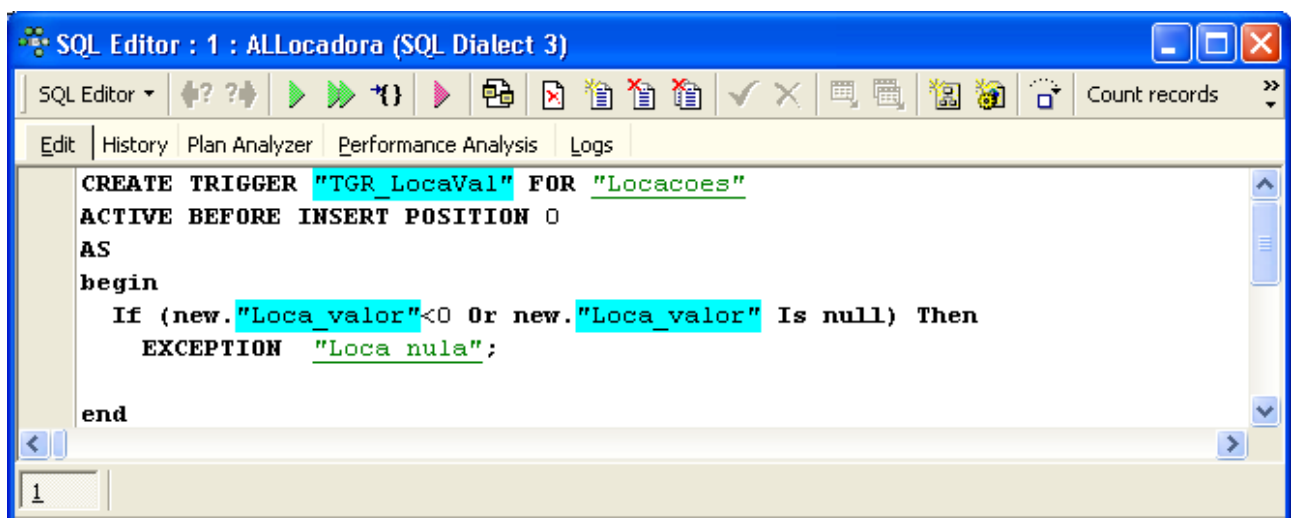 SQL Editor : 1 : ALLocadora (SQL Dialect 3)
SQL Editor Count records
Edit History Plan Analyzer Performance Analysis Logs
CREATE TRIGGER "TGR_LocaVal" FOR "Locacoes"
ACTIVE BEFORE INSERT POSITION 0
AS
begin
If (new."Loca_valor"<0 Or new."Loca_valor" Is null) Then
EXCEPTION "Loca_nula";
end
1